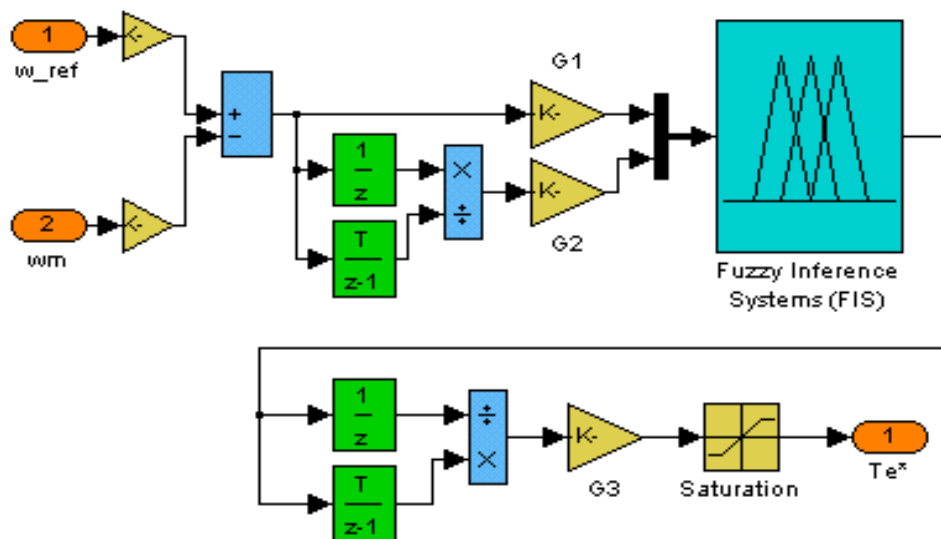 1
K-
w_ref
+
−
2
K-
wm
G1
K-
1
z
×
÷
K-
G2
T
z-1
Fuzzy Inference
Systems (FIS)
1
z
÷
×
T
z-1
K-
G3
Saturation
1
Te*